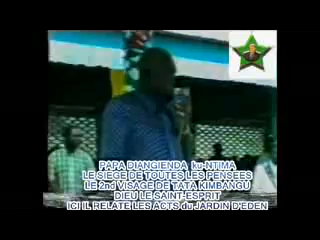 PAPA DIANGIENDA ku-NTIMA
LE SIEGE DE TOUTES LES PENSEES
LE 2nd VISAGE DE TATA KIMBANGU
DIEU LE SAINT-ESPRIT
ICI IL RELATE LES ACTS du JARDIN D'EDEN